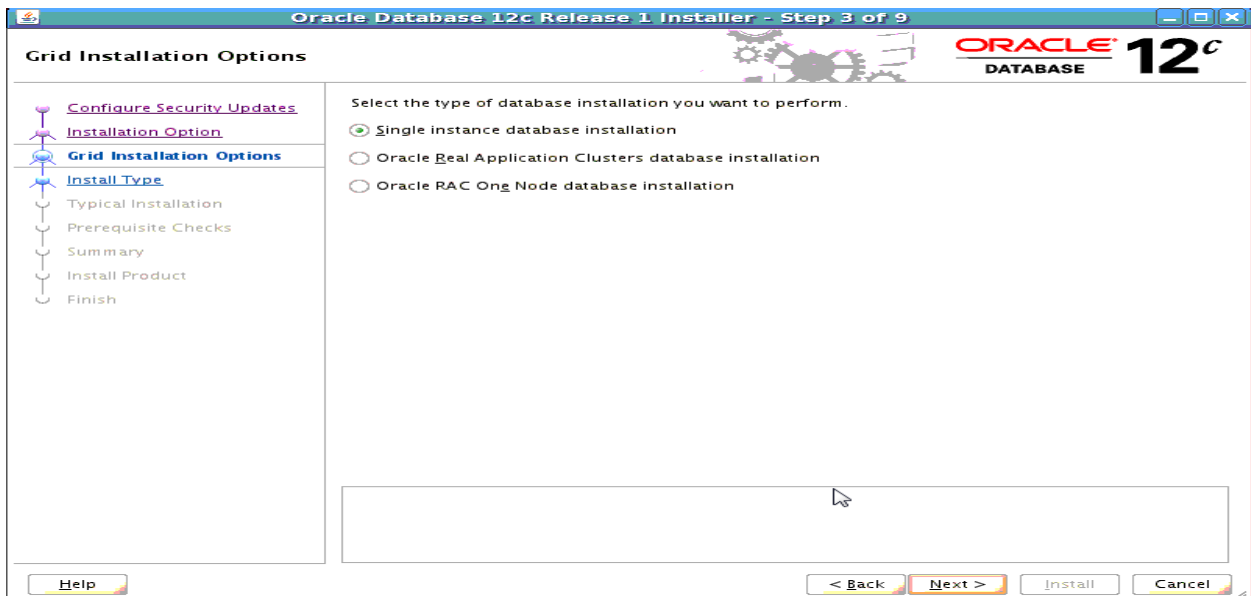 Oracle Database 12c Release 1 Installer - Step 3 of 9
Grid Installation Options
ORACLE® 12c
DATABASE
Configure Security Updates
Installation Option
Grid Installation Options
Install Type
Typical Installation
Prerequisite Checks
Summary
Install Product
Finish
Select the type of database installation you want to perform.
Single instance database installation
Oracle Real Application Clusters database installation
Oracle RAC One Node database installation
Help
< Back
Next >
Install
Cancel